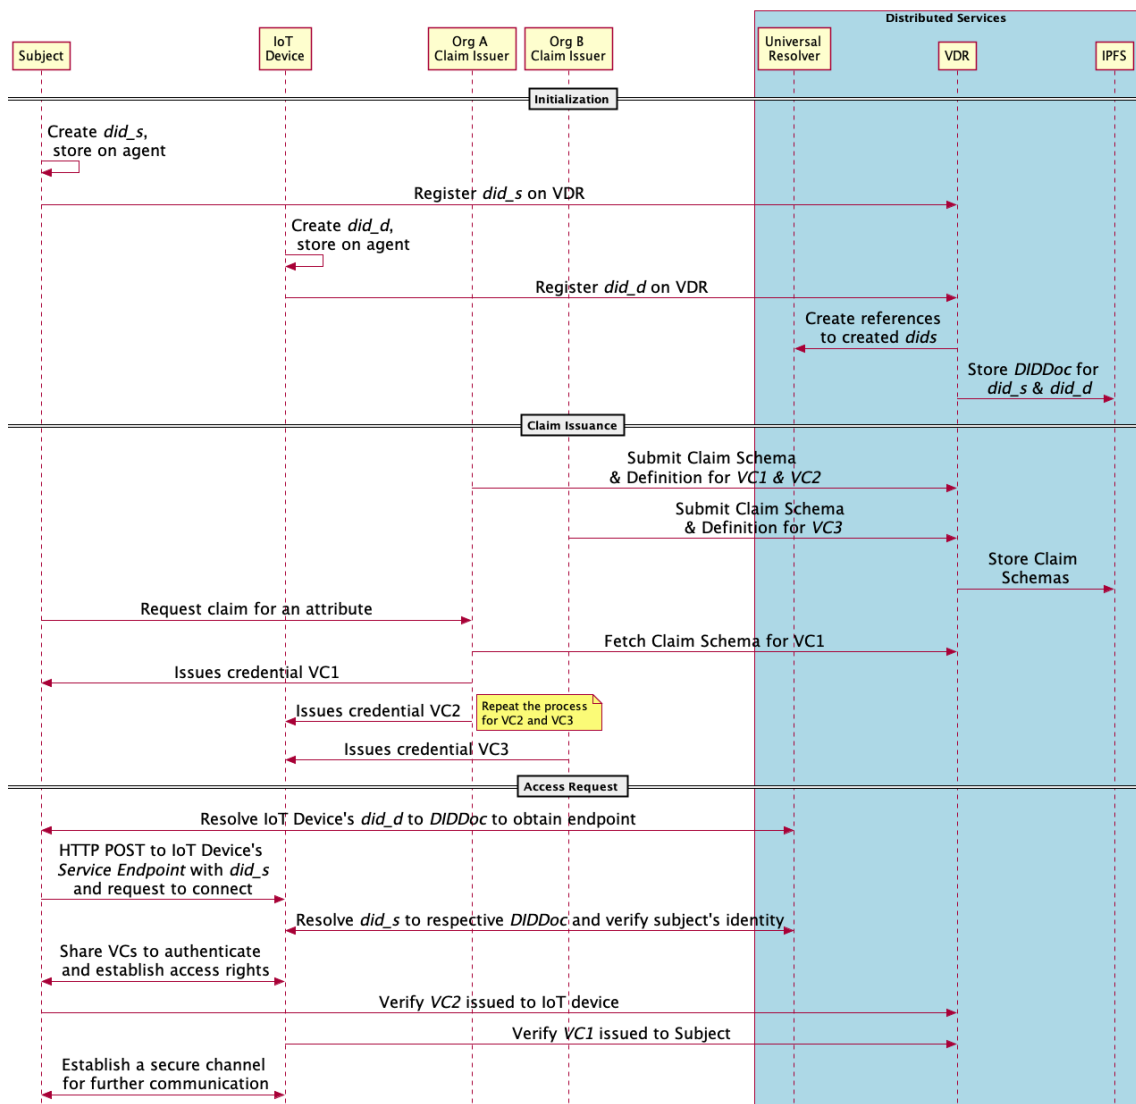 Distributed Services
Subject
IoT
Device
Org A
Claim Issuer
Org B
Claim Issuer
Universal
Resolver
VDR
IPFS
Initialization
Create did_s,
store on agent
Register did_s on VDR
Create did_d,
store on agent
Register did_d on VDR
Create references
to created dids
Store DIDDoc for
did_s & did_d
Claim Issuance
Submit Claim Schema
& Definition for VC1 & VC2
Submit Claim Schema
& Definition for VC3
Store Claim
Schemas
Request claim for an attribute
Fetch Claim Schema for VC1
Issues credential VC1
Issues credential VC2
Repeat the process
for VC2 and VC3
Issues credential VC3
Access Request
Resolve IoT Device's did_d to DIDDoc to obtain endpoint
HTTP POST to IoT Device's
Service Endpoint with did_s
and request to connect
Resolve did_s to respective DIDDoc and verify subject's identity
Share VCs to authenticate
and establish access rights
Verify VC2 issued to IoT device
Verify VC1 issued to Subject
Establish a secure channel
for further communication